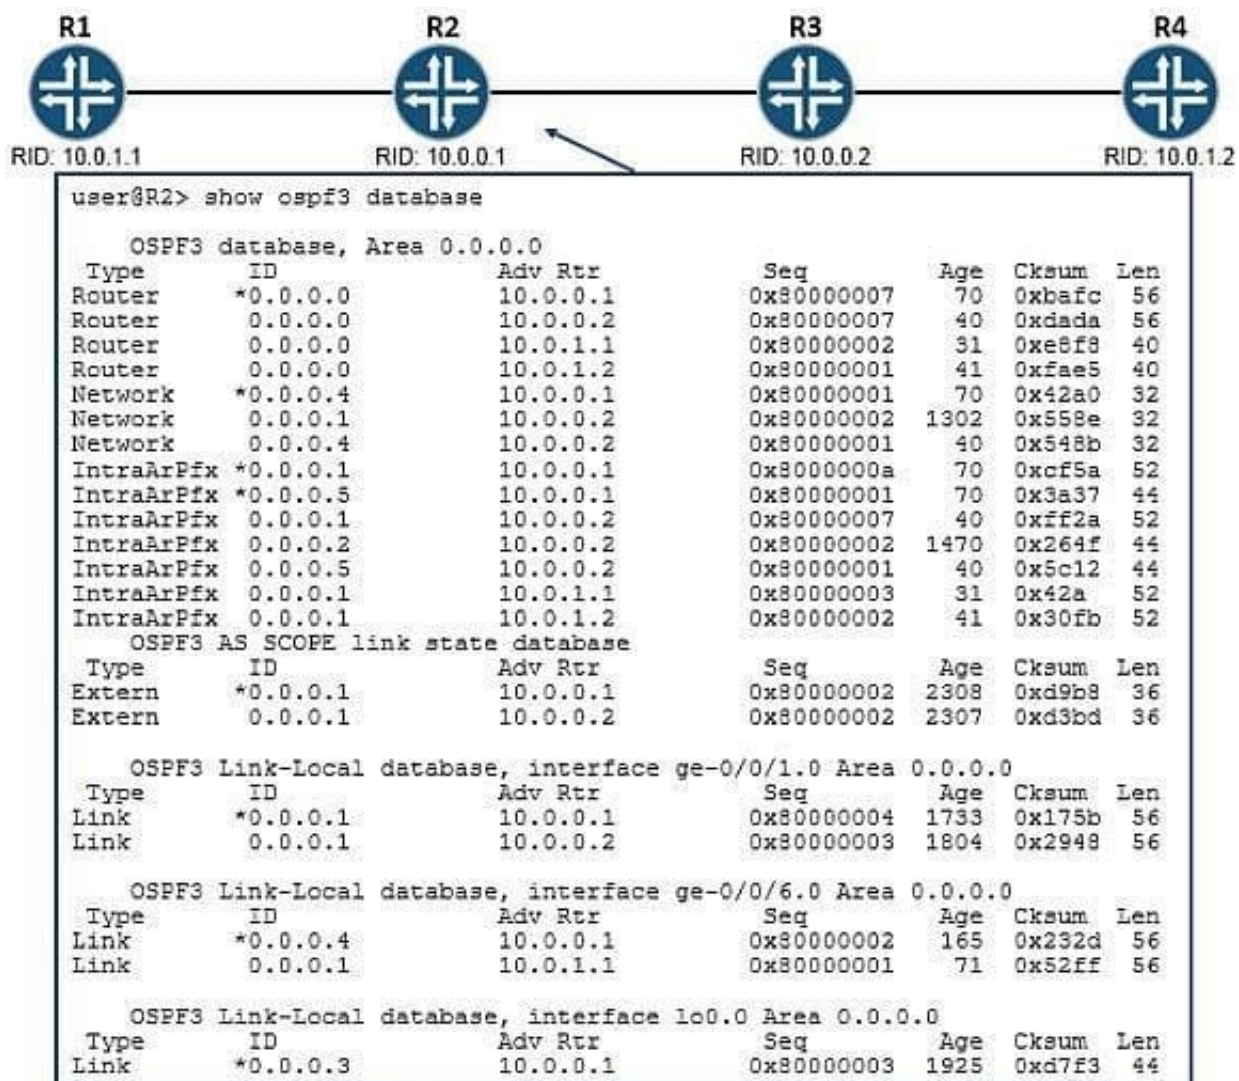 R1 R2 R3 R4
RID: 10.0.1.1 RID: 10.0.0.1 RID: 10.0.0.2 RID: 10.0.1.2
user@R2> show ospf3 database
OSPF3 database, Area 0.0.0.0
Type ID Adv Rtr Seq Age Cksum Len
Router *0.0.0.0 10.0.0.1 0x80000007 70 0xbafc 56
Router 0.0.0.0 10.0.0.2 0x80000007 40 0xdada 56
Router 0.0.0.0 10.0.1.1 0x80000002 31 0xe8f8 40
Router 0.0.0.0 10.0.1.2 0x80000001 41 0xfae5 40
Network *0.0.0.4 10.0.0.1 0x80000001 70 0x42a0 32
Network 0.0.0.1 10.0.0.2 0x80000002 1302 0x558e 32
Network 0.0.0.4 10.0.0.2 0x80000001 40 0x548b 32
IntraArPfx *0.0.0.1 10.0.0.1 0x8000000a 70 0xcf5a 52
IntraArPfx *0.0.0.5 10.0.0.1 0x80000001 70 0x3a37 44
IntraArPfx 0.0.0.1 10.0.0.2 0x80000007 40 0xff2a 52
IntraArPfx 0.0.0.2 10.0.0.2 0x80000002 1470 0x264f 44
IntraArPfx 0.0.0.5 10.0.0.2 0x80000001 40 0x5c12 44
IntraArPfx 0.0.0.1 10.0.1.1 0x80000003 31 0x42a 52
IntraArPfx 0.0.0.1 10.0.1.2 0x80000002 41 0x30fb 52
OSPF3 AS SCOPE link state database
Type ID Adv Rtr Seq Age Cksum Len
Extern *0.0.0.1 10.0.0.1 0x80000002 2308 0xd9b8 36
Extern 0.0.0.1 10.0.0.2 0x80000002 2307 0xd3bd 36
OSPF3 Link-Local database, interface ge-0/0/1.0 Area 0.0.0.0
Type ID Adv Rtr Seq Age Cksum Len
Link *0.0.0.1 10.0.0.1 0x80000004 1733 0x175b 56
Link 0.0.0.1 10.0.0.2 0x80000003 1804 0x2948 56
OSPF3 Link-Local database, interface ge-0/0/6.0 Area 0.0.0.0
Type ID Adv Rtr Seq Age Cksum Len
Link *0.0.0.4 10.0.0.1 0x80000002 165 0x232d 56
Link 0.0.0.1 10.0.1.1 0x80000001 71 0x52ff 56
OSPF3 Link-Local database, interface lo0.0 Area 0.0.0.0
Type ID Adv Rtr Seq Age Cksum Len
Link *0.0.0.3 10.0.0.1 0x80000003 1925 0xd7f3 44